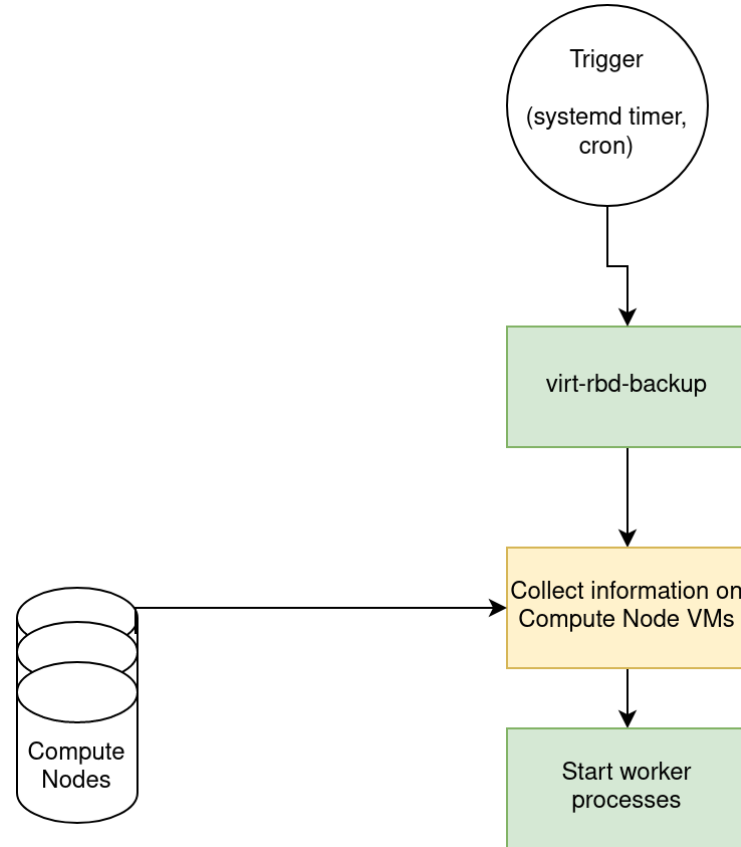 Trigger
(systemd timer,
cron)
virt-rbd-backup
Collect information on
Compute Node VMs
Compute
Nodes
Start worker
processes